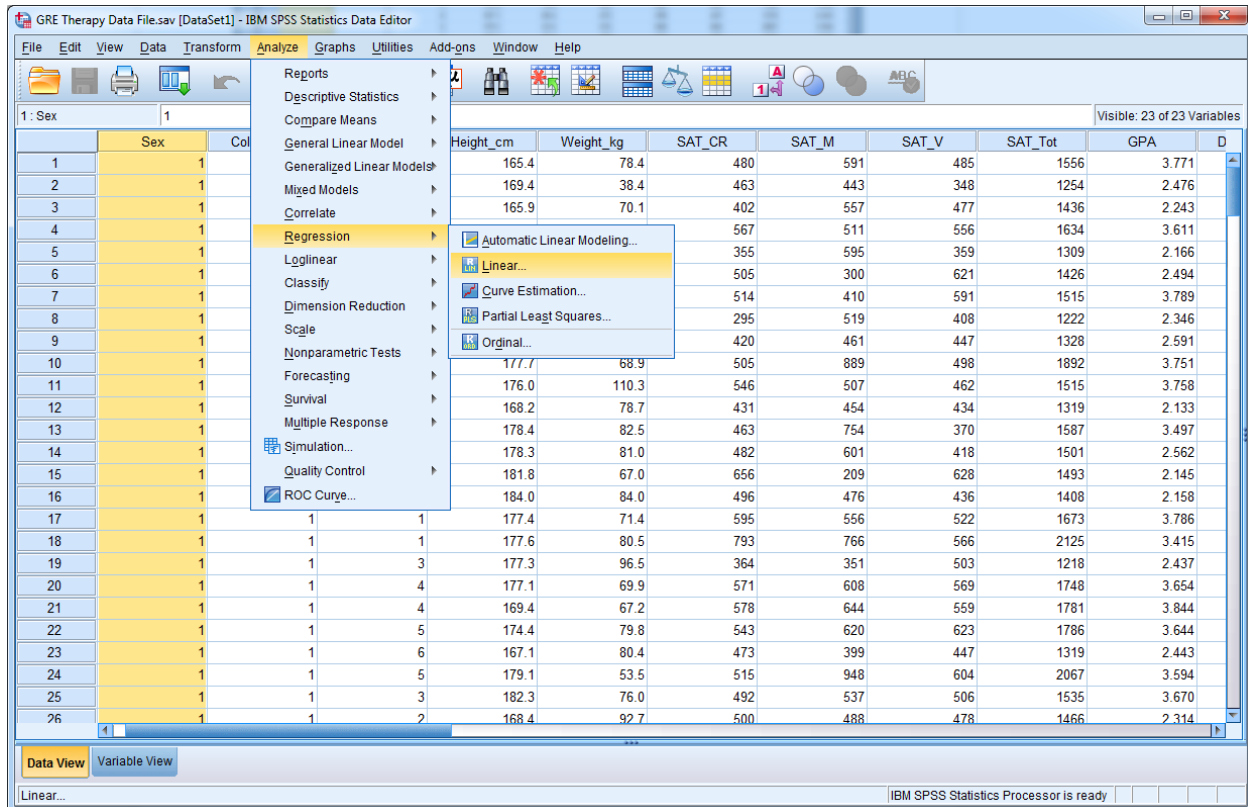 GRE Therapy Data File.sav [DataSet1] - IBM SPSS Statistics Data Editor
File Edit View Data Transform Analyze Graphs Utilities Add-ons Window Help
1 : Sex 1 Visible: 23 of 23 Variables
Reports
Descriptive Statistics
Compare Means
General Linear Model
Generalized Linear Models
Mixed Models
Correlate
Regression
Loglinear
Classify
Dimension Reduction
Scale
Nonparametric Tests
Forecasting
Survival
Multiple Response
Simulation...
Quality Control
ROC Curve...
Automatic Linear Modeling...
Linear...
Curve Estimation...
Partial Least Squares...
Ordinal...
Sex Col Height_cm Weight_kg SAT_CR SAT_M SAT_V SAT_Tot GPA D
1 1 165.4 78.4 480 591 485 1556 3.771
2 1 169.4 38.4 463 443 348 1254 2.476
3 1 165.9 70.1 402 557 477 1436 2.243
4 1 567 511 556 1634 3.611
5 1 355 595 359 1309 2.166
6 1 505 300 621 1426 2.494
7 1 514 410 591 1515 3.789
8 1 295 519 408 1222 2.346
9 1 420 461 447 1328 2.591
10 1 177.7 68.9 505 889 498 1892 3.751
11 1 176.0 110.3 546 507 462 1515 3.758
12 1 168.2 78.7 431 454 434 1319 2.133
13 1 178.4 82.5 463 754 370 1587 3.497
14 1 178.3 81.0 482 601 418 1501 2.562
15 1 181.8 67.0 656 209 628 1493 2.145
16 1 184.0 84.0 496 476 436 1408 2.158
17 1 1 1 177.4 71.4 595 556 522 1673 3.786
18 1 1 1 177.6 80.5 793 766 566 2125 3.415
19 1 1 3 177.3 96.5 364 351 503 1218 2.437
20 1 1 4 177.1 69.9 571 608 569 1748 3.654
21 1 1 4 169.4 67.2 578 644 559 1781 3.844
22 1 1 5 174.4 79.8 543 620 623 1786 3.644
23 1 1 6 167.1 80.4 473 399 447 1319 2.443
24 1 1 5 179.1 53.5 515 948 604 2067 3.594
25 1 1 3 182.3 76.0 492 537 506 1535 3.670
26 1 1 2 168.4 92.7 500 488 478 1466 2.314
Data View Variable View
Linear... IBM SPSS Statistics Processor is ready